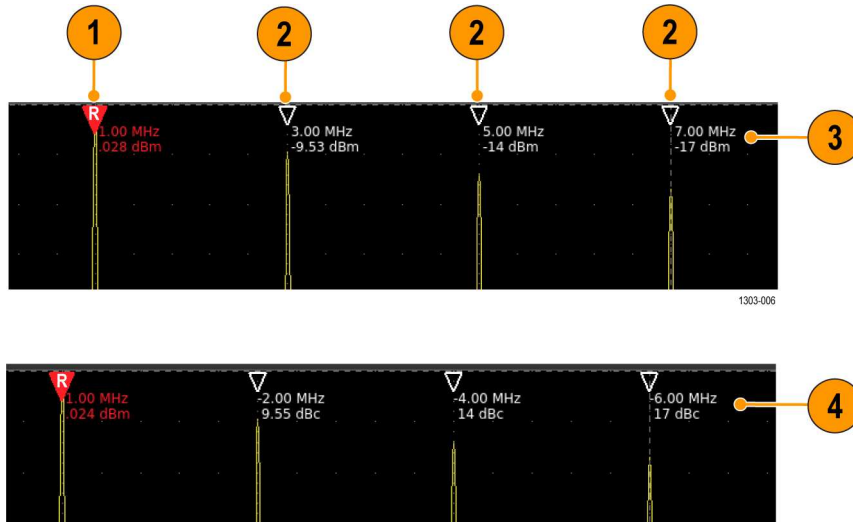 1
2
2
2
R
1.00 MHz
.028 dBm
3.00 MHz
-9.53 dBm
5.00 MHz
-14 dBm
7.00 MHz
-17 dBm
3
1303-006
R
1.00 MHz
.024 dBm
-2.00 MHz
9.55 dBc
-4.00 MHz
14 dBc
-6.00 MHz
17 dBc
4